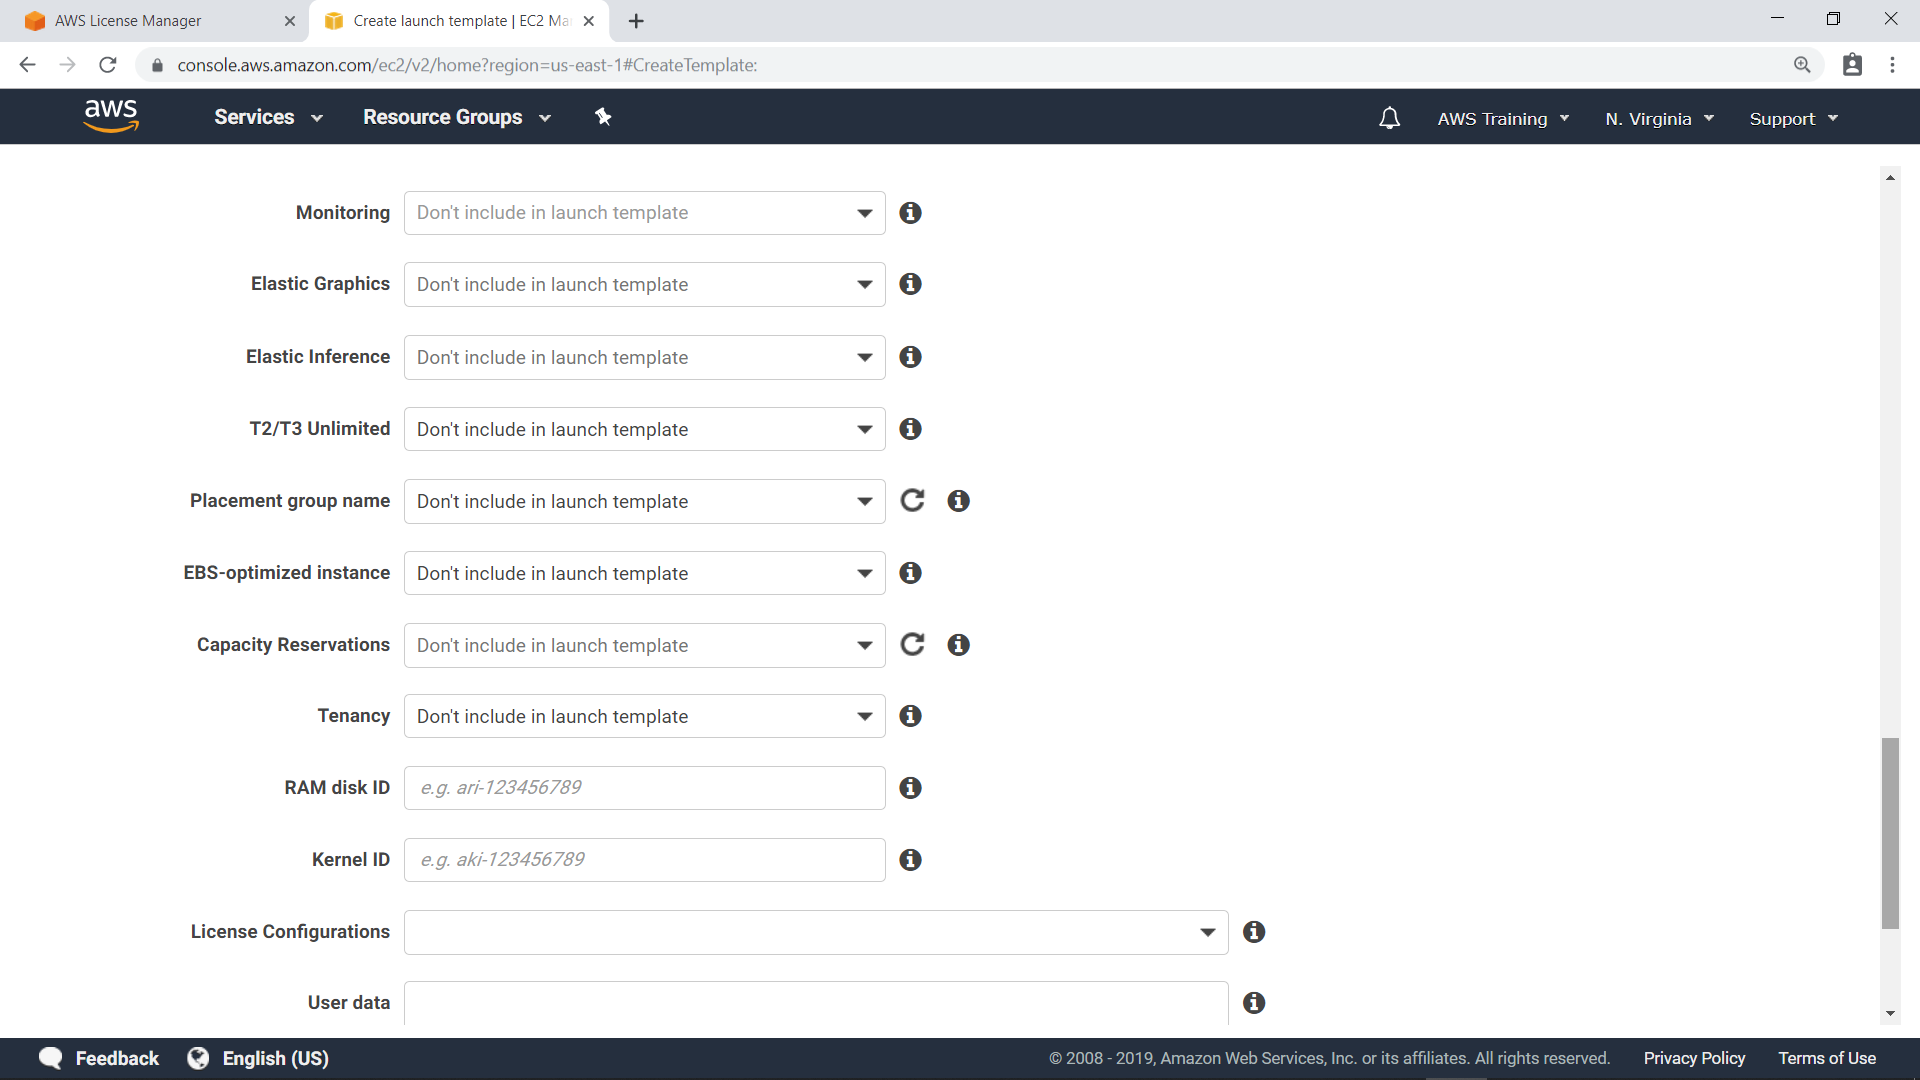 AWS License Manager
Create launch template | EC2 Ma
console.aws.amazon.com/ec2/v2/home?region=us-east-1#CreateTemplate:
aws Services Resource Groups AWS Training N. Virginia Support
Monitoring Don't include in launch template
Elastic Graphics Don't include in launch template
Elastic Inference Don't include in launch template
T2/T3 Unlimited Don't include in launch template
Placement group name Don't include in launch template
EBS-optimized instance Don't include in launch template
Capacity Reservations Don't include in launch template
Tenancy Don't include in launch template
RAM disk ID e.g. ari-123456789
Kernel ID e.g. aki-123456789
License Configurations
User data
Feedback English (US) © 2008 - 2019, Amazon Web Services, Inc. or its affiliates. All rights reserved. Privacy Policy Terms of Use